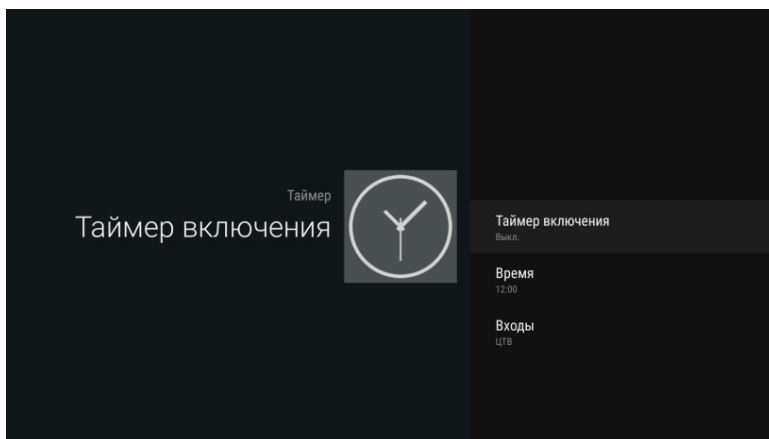 Таймер
Таймер включения
Таймер включения
Выкл.
Время
12:00
Входы
ЦТВ